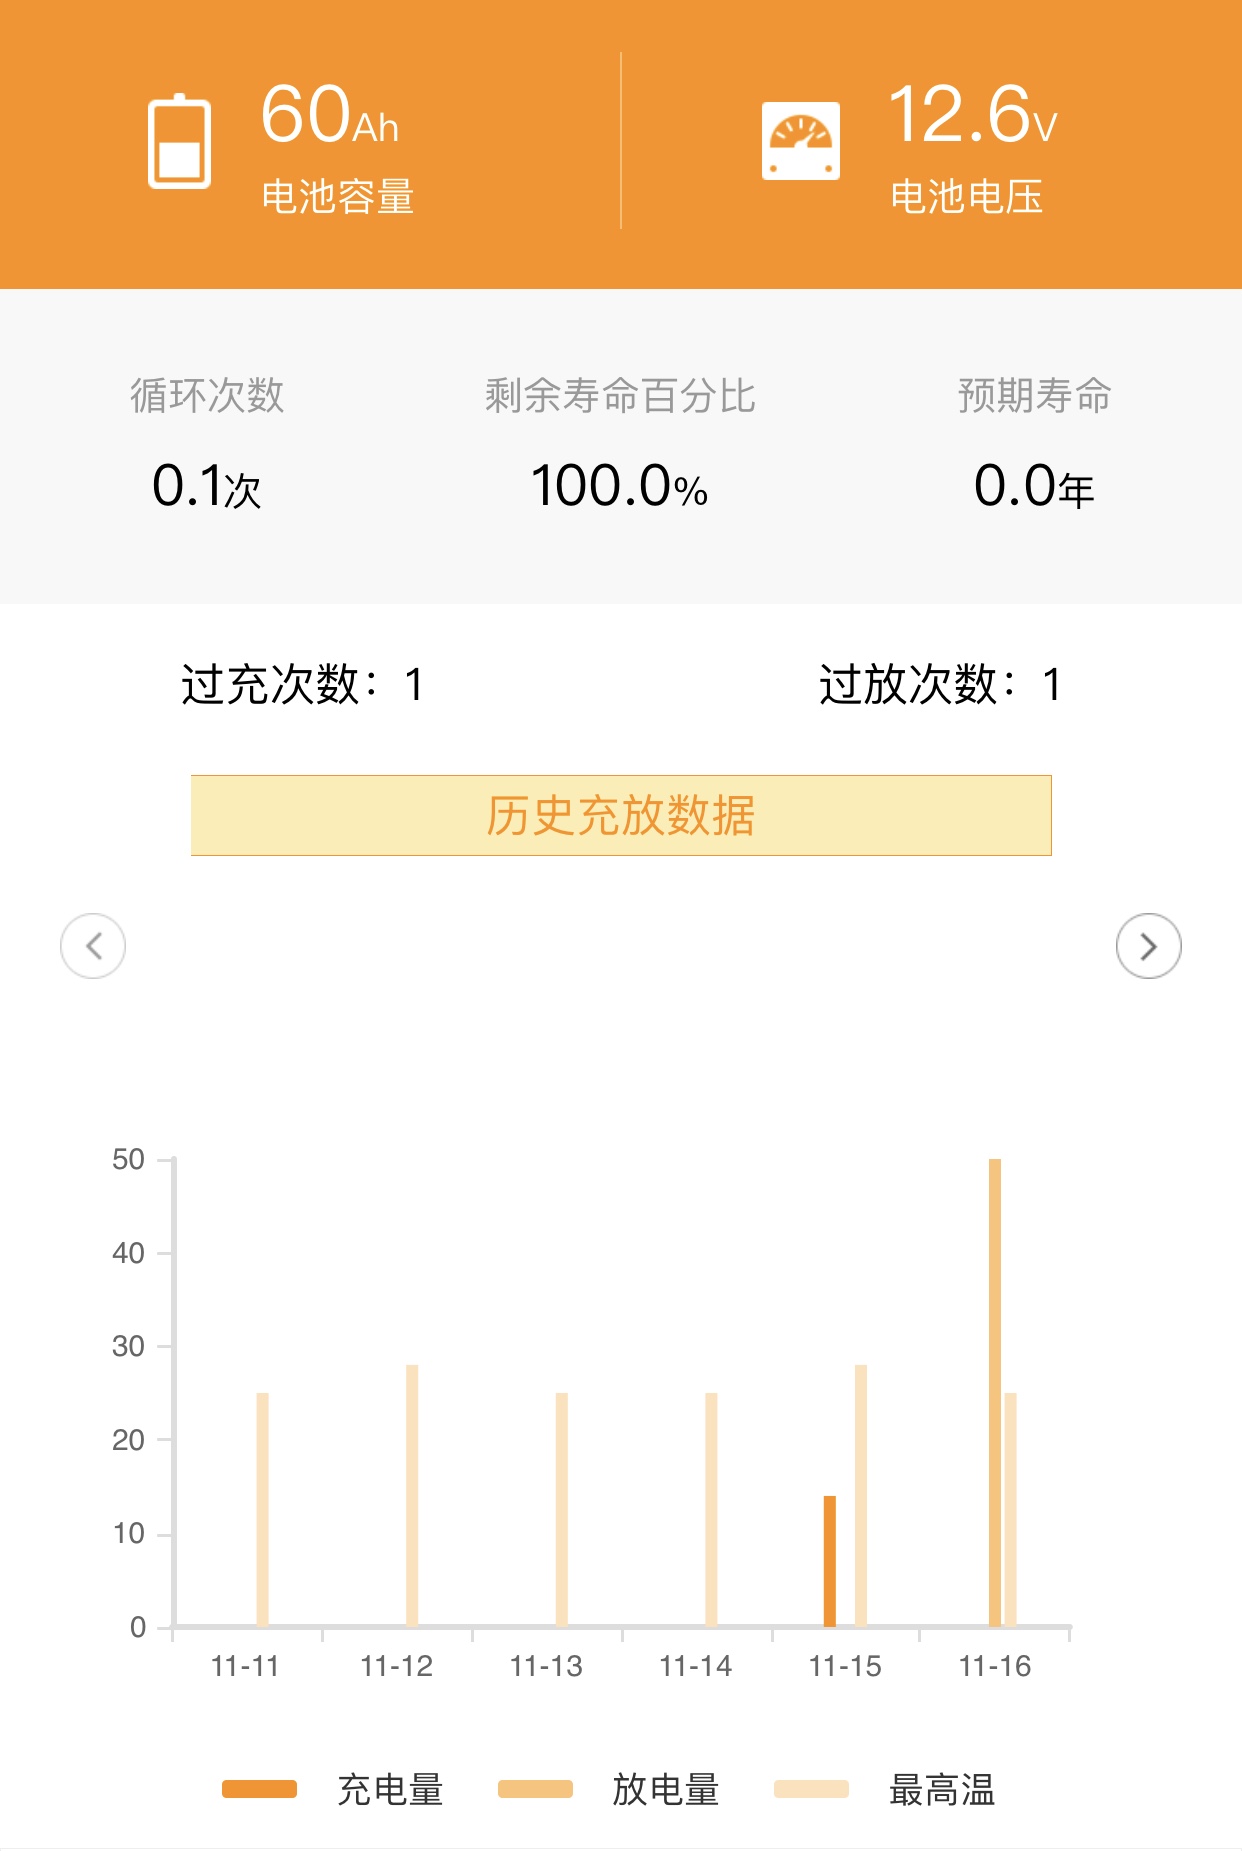 60Ah
电池容量
12.6V
电池电压
循环次数
0.1次
剩余寿命百分比
100.0%
预期寿命
0.0年
过充次数：1
过放次数：1
历史充放数据
50
40
30
20
10
0
11-11
11-12
11-13
11-14
11-15
11-16
充电量
放电量
最高温